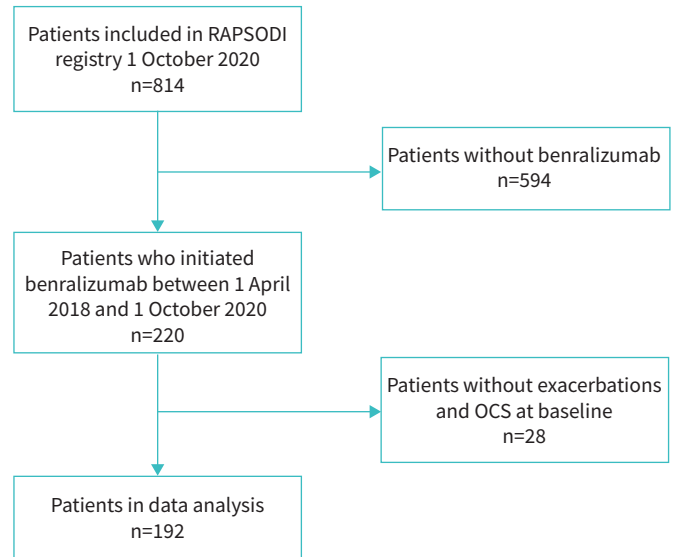 Patients included in RAPSODI
registry 1 October 2020
n=814
Patients without benralizumab
n=594
Patients who initiated
benralizumab between 1 April
2018 and 1 October 2020
n=220
Patients without exacerbations
and OCS at baseline
n=28
Patients in data analysis
n=192